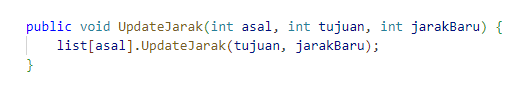 public void UpdateJarak(int asal, int tujuan, int jarakBaru) {
    list[asal].UpdateJarak(tujuan, jarakBaru);
}